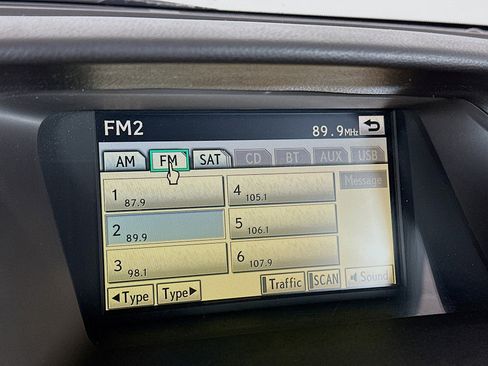 FM2 89.9MHz
AM FM SAT CD BT AUX USB
1 87.9 4 105.1 Message
2 89.9 5 106.1
3 98.1 6 107.9
◄Type Type► Traffic SCAN Sound